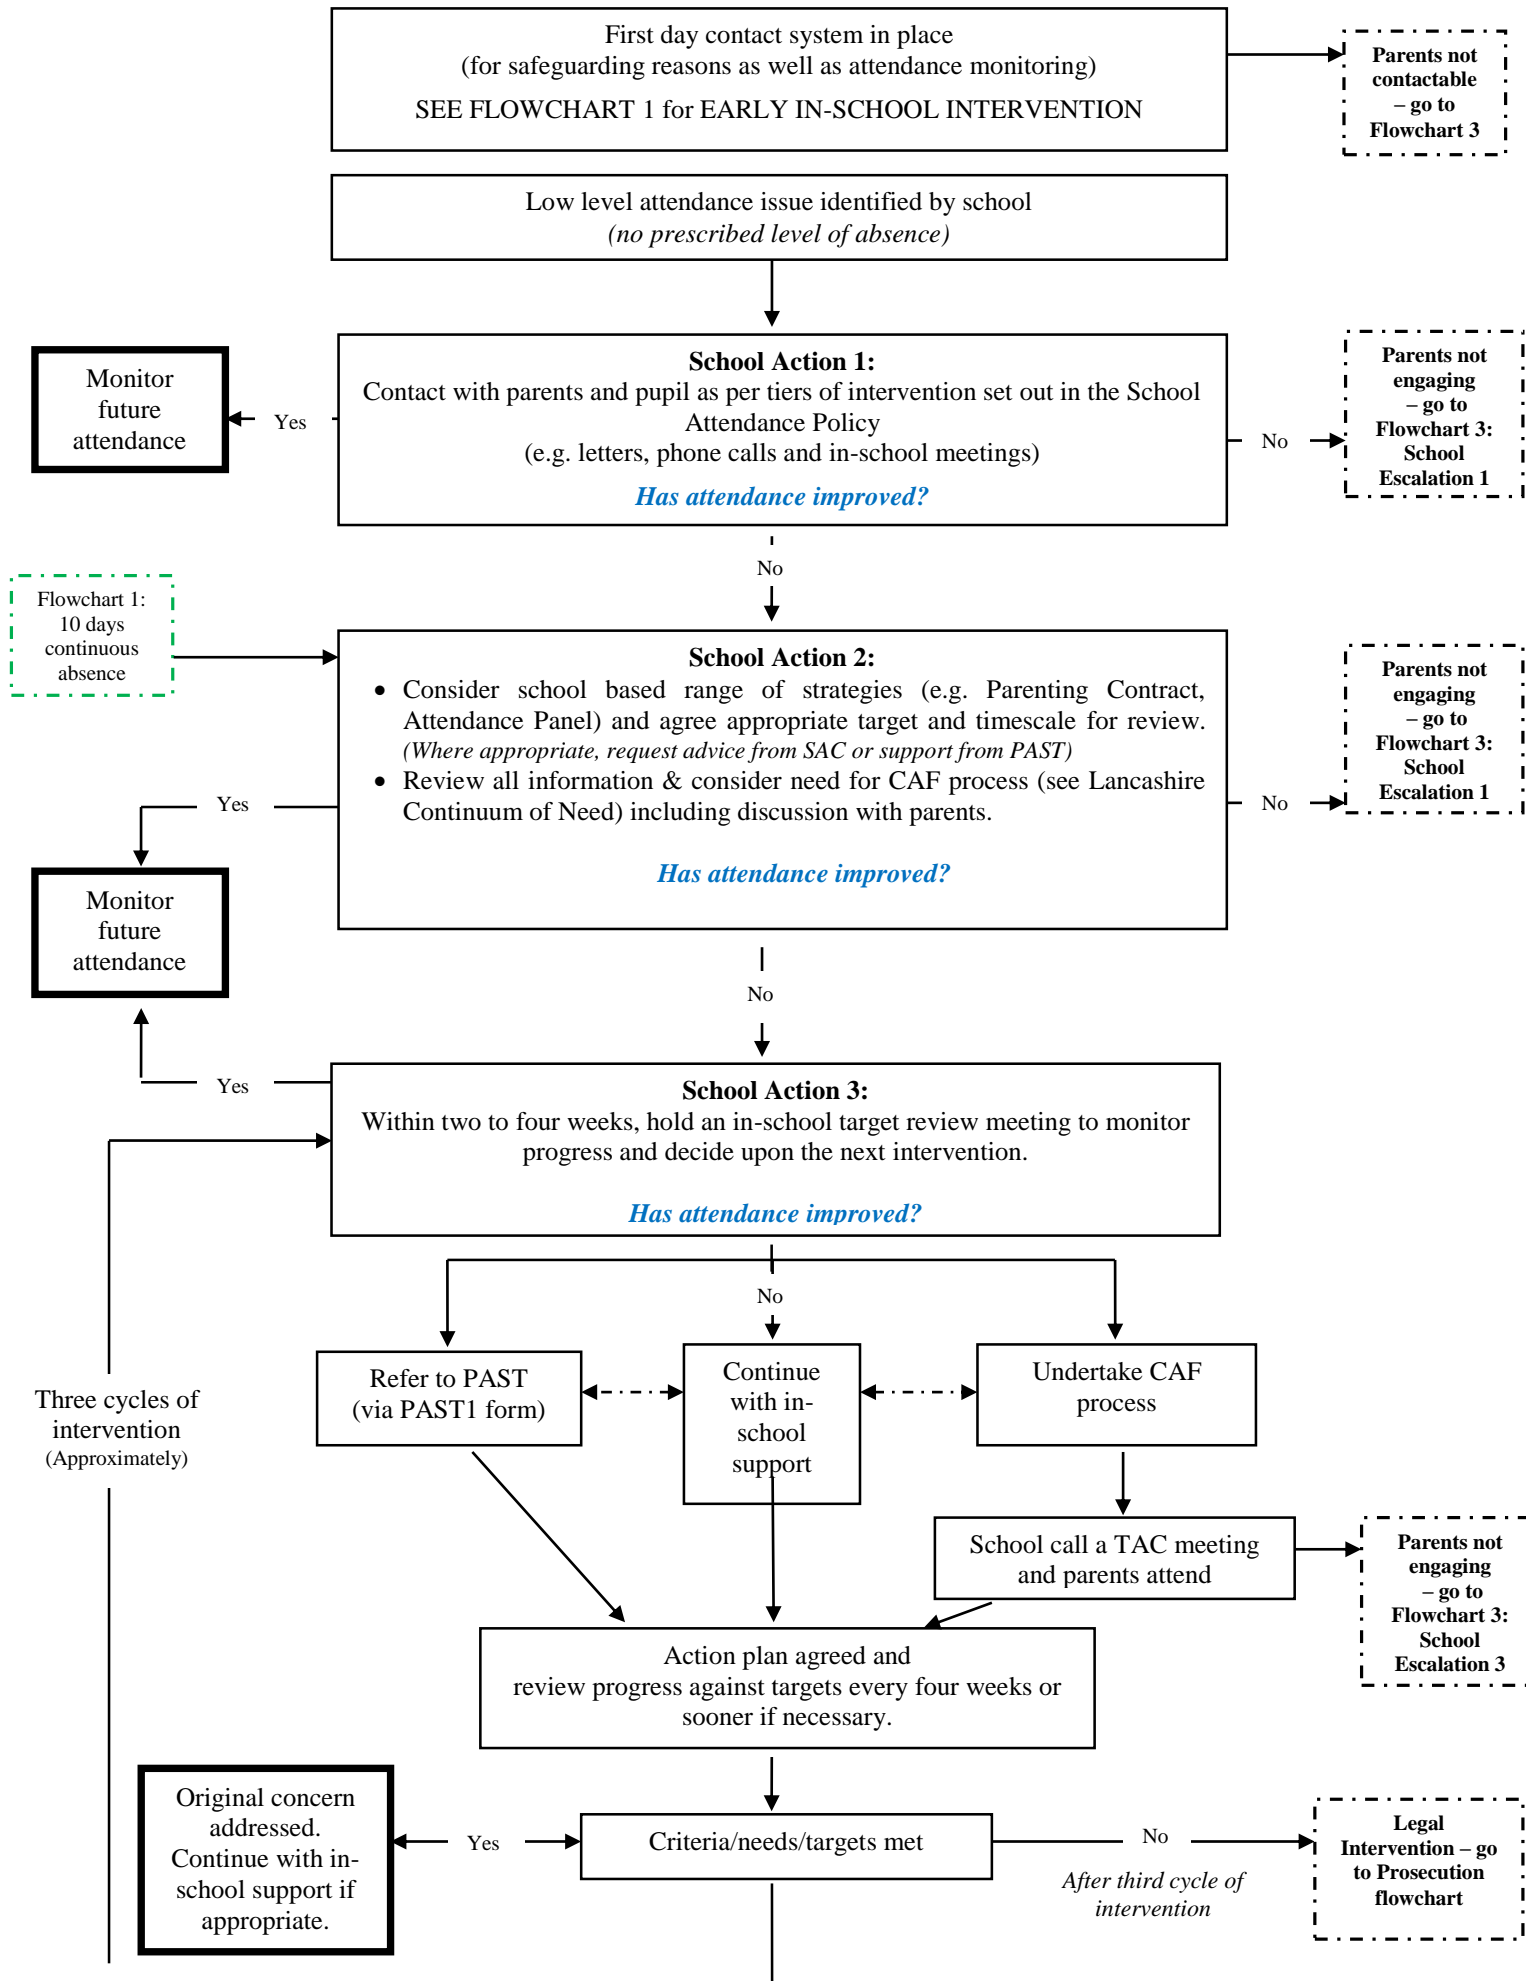 First day contact system in place
(for safeguarding reasons as well as attendance monitoring)
SEE FLOWCHART 1 for EARLY IN-SCHOOL INTERVENTION
Parents not
contactable
– go to
Flowchart 3
Low level attendance issue identified by school
(no prescribed level of absence)
Monitor
future
attendance
Yes
School Action 1:
Contact with parents and pupil as per tiers of intervention set out in the School
Attendance Policy
(e.g. letters, phone calls and in-school meetings)
Has attendance improved?
No
Parents not
engaging
– go to
Flowchart 3:
School
Escalation 1
No
Flowchart 1:
10 days
continuous
absence
School Action 2:
• Consider school based range of strategies (e.g. Parenting Contract,
Attendance Panel) and agree appropriate target and timescale for review.
(Where appropriate, request advice from SAC or support from PAST)
• Review all information & consider need for CAF process (see Lancashire
Continuum of Need) including discussion with parents.
Has attendance improved?
Yes
No
Parents not
engaging
– go to
Flowchart 3:
School
Escalation 1
Monitor
future
attendance
No
Yes
School Action 3:
Within two to four weeks, hold an in-school target review meeting to monitor
progress and decide upon the next intervention.
Has attendance improved?
No
Refer to PAST
(via PAST1 form)
Continue
with in-
school
support
Undertake CAF
process
Three cycles of
intervention
(Approximately)
School call a TAC meeting
and parents attend
Parents not
engaging
– go to
Flowchart 3:
School
Escalation 3
Action plan agreed and
review progress against targets every four weeks or
sooner if necessary.
Original concern
addressed.
Continue with in-
school support if
appropriate.
Yes
Criteria/needs/targets met
No
After third cycle of
intervention
Legal
Intervention – go
to Prosecution
flowchart